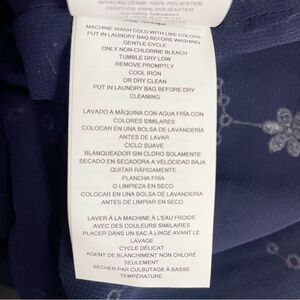 WYKOŃCZENIE: 100% POLIESTER
MACHINE WASH COLD WITH LIKE COLORS
PUT IN LAUNDRY BAG BEFORE WASHING
GENTLE CYCLE
ONLY NON-CHLORINE BLEACH
TUMBLE DRY LOW
REMOVE PROMPTLY
COOL IRON
OR DRY CLEAN
PUT IN LAUNDRY BAG BEFORE DRY
CLEANING
LAVADO A MÁQUINA CON AGUA FRÍA CON
COLORES SIMILARES
COLOCAR EN UNA BOLSA DE LAVANDERÍA
ANTES DE LAVAR
CICLO SUAVE
BLANQUEADOR SIN CLORO SOLAMENTE
SECADO EN SECADORA A VELOCIDAD BAJA
QUITAR RÁPIDAMENTE
PLANCHA FRÍA
O LIMPIEZA EN SECO
COLOCAR EN UNA BOLSA DE LAVANDERÍA
ANTES DE LIMPIAR EN SECO
LAVER À LA MACHINE À L'EAU FROIDE
AVEC DES COULEURS SIMILAIRES
PLACER DANS UN SAC À LINGE AVANT LE
LAVAGE
CYCLE DÉLICAT
AGENT DE BLANCHIMENT NON CHLORÉ
SEULEMENT
SÉCHER PAR CULBUTAGE À BASSE
TEMPÉRATURE